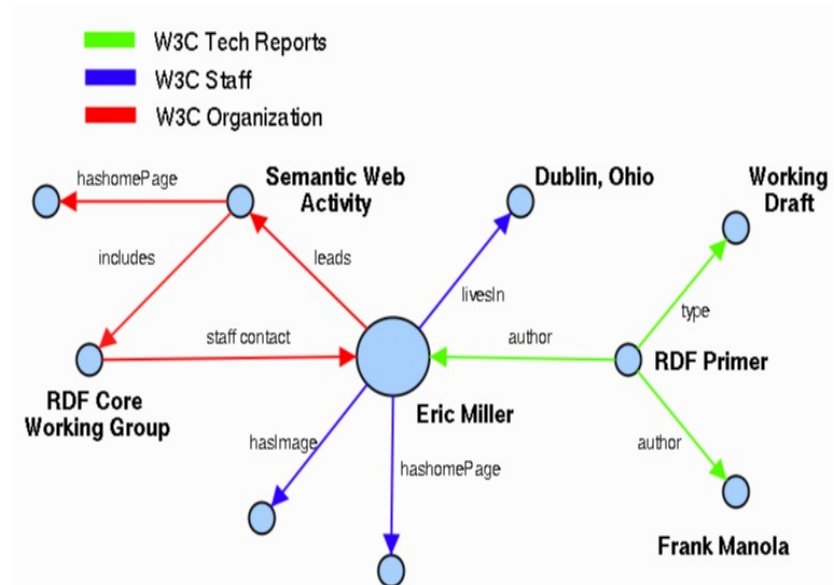 W3C Tech Reports
W3C Staff
W3C Organization
hashomePage
Semantic Web
Activity
Dublin, Ohio
Working
Draft
includes
leads
livesIn
type
staff contact
author
RDF Primer
RDF Core
Working Group
Eric Miller
hasImage
hashomePage
author
Frank Manola